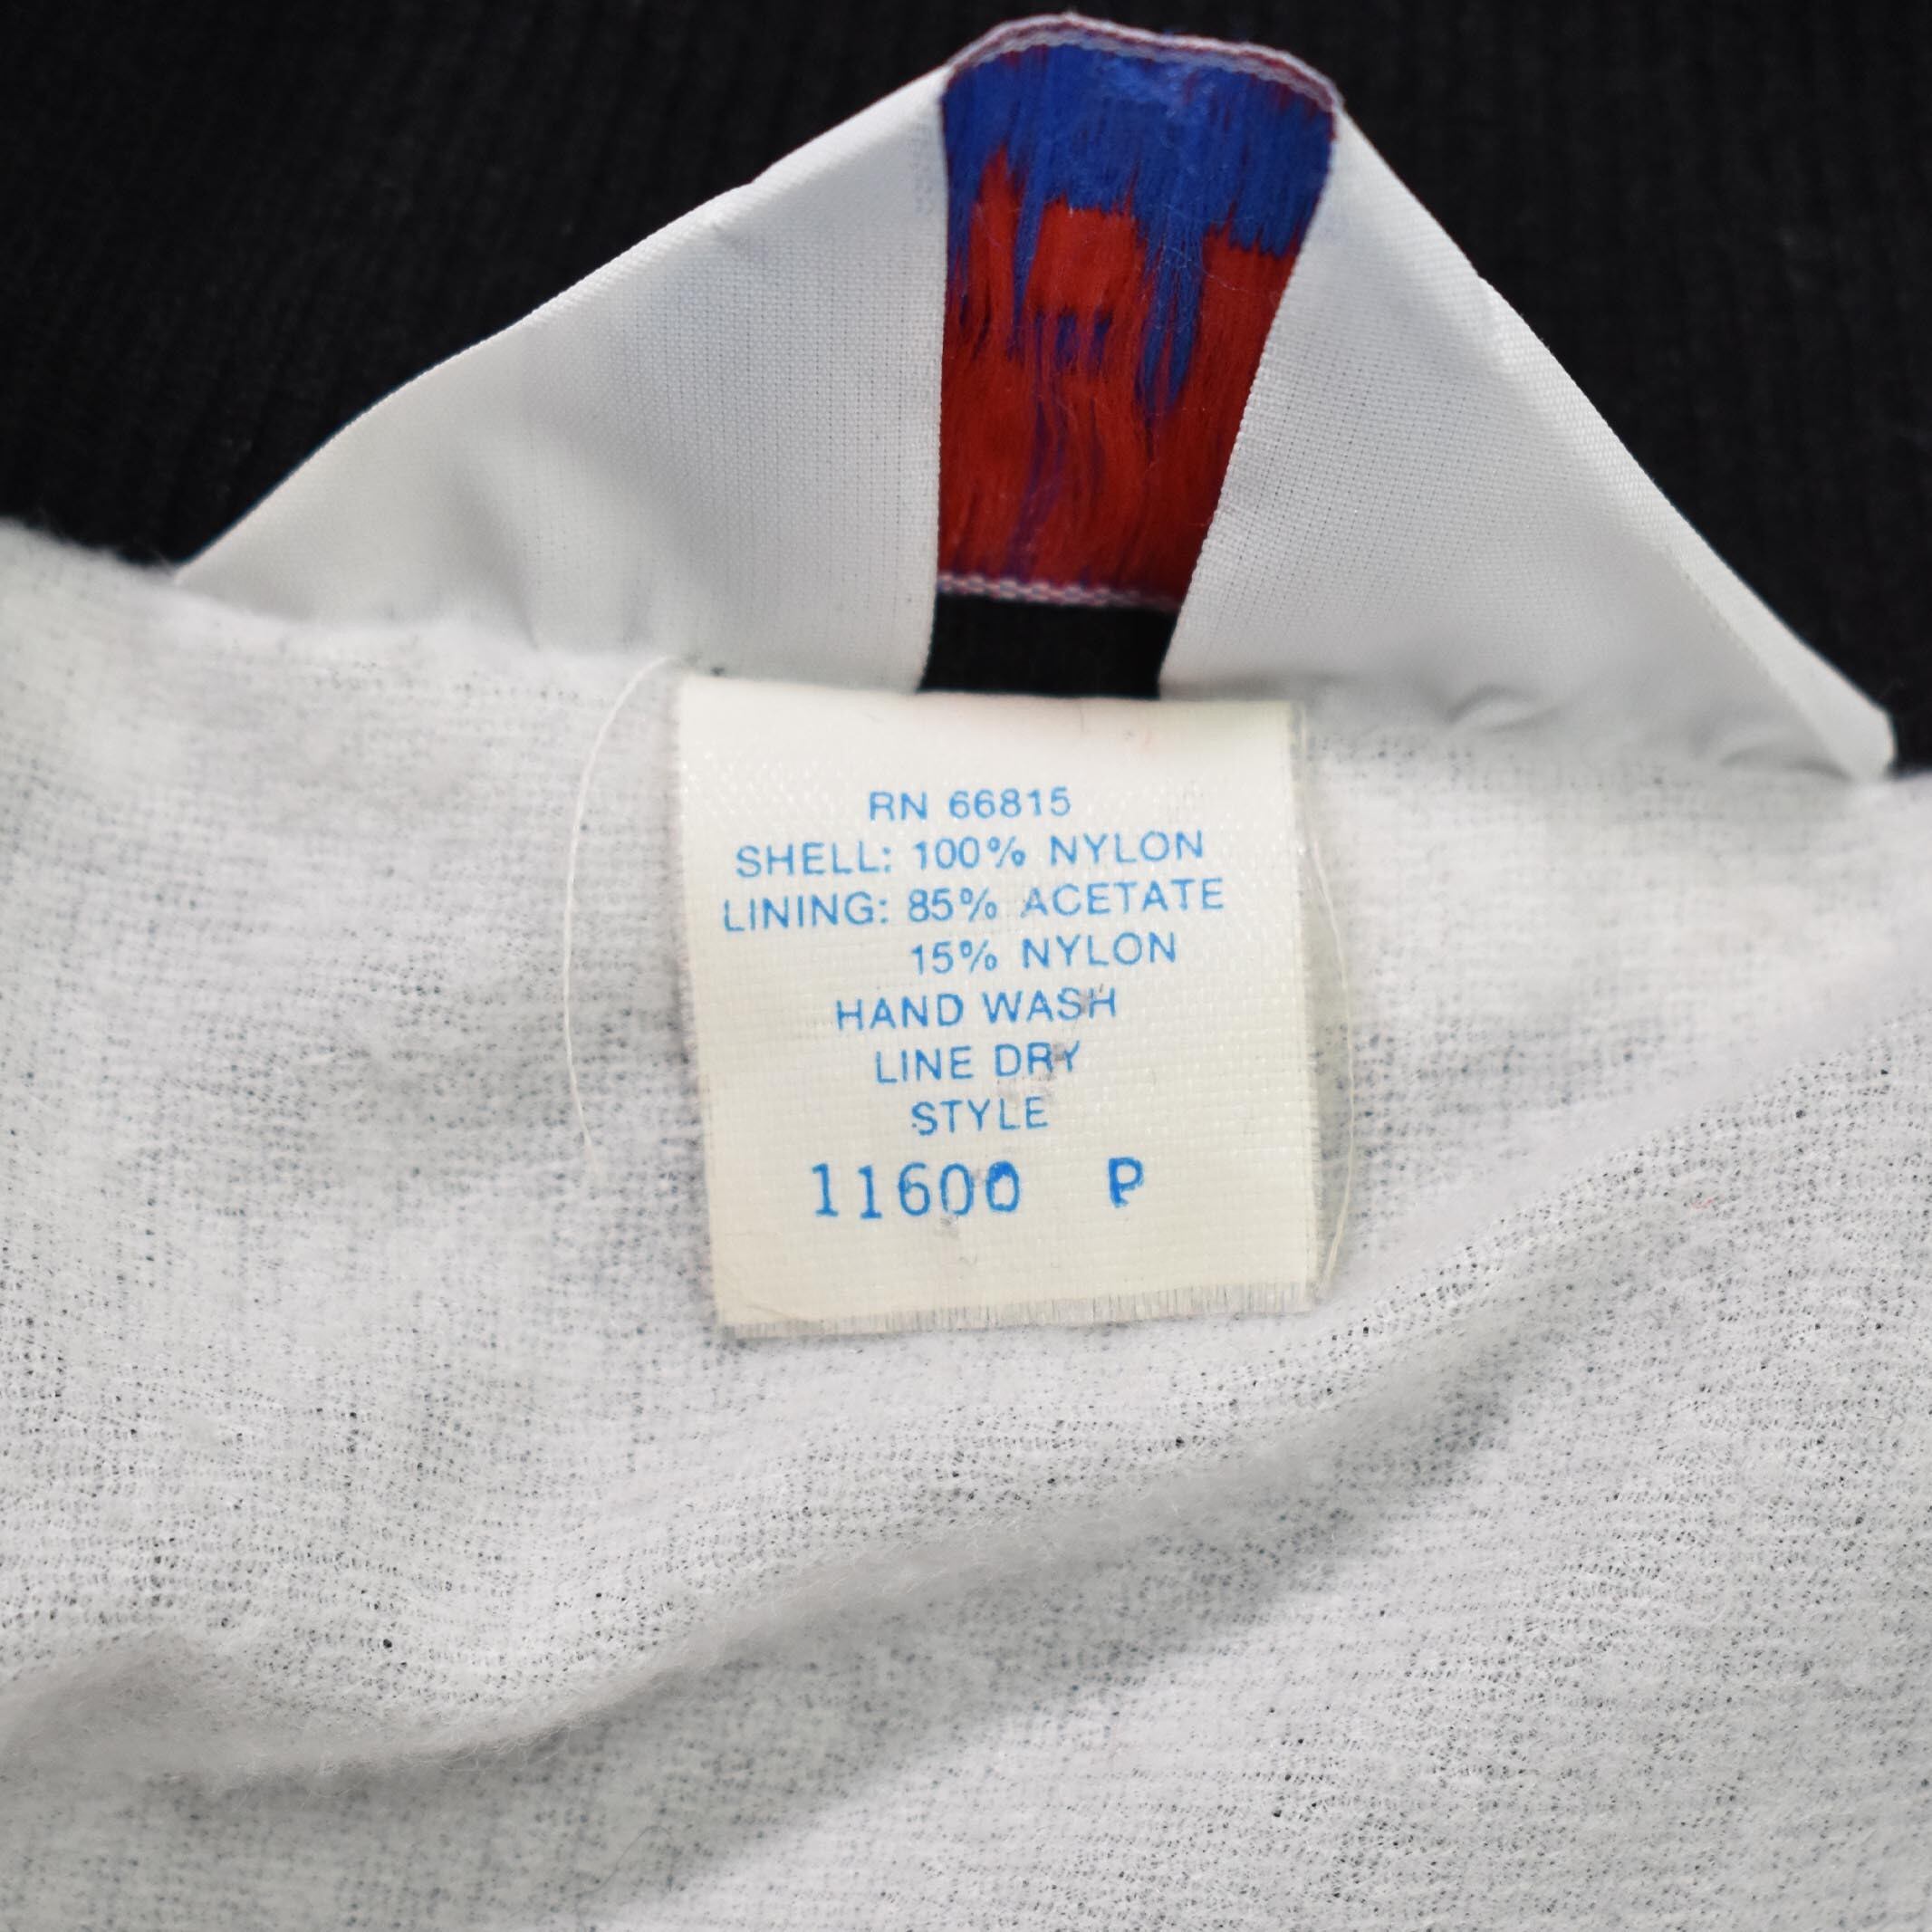 RN 66815
SHELL: 100% NYLON
LINING: 85% ACETATE
15% NYLON
HAND WASH
LINE DRY
STYLE
11600 P